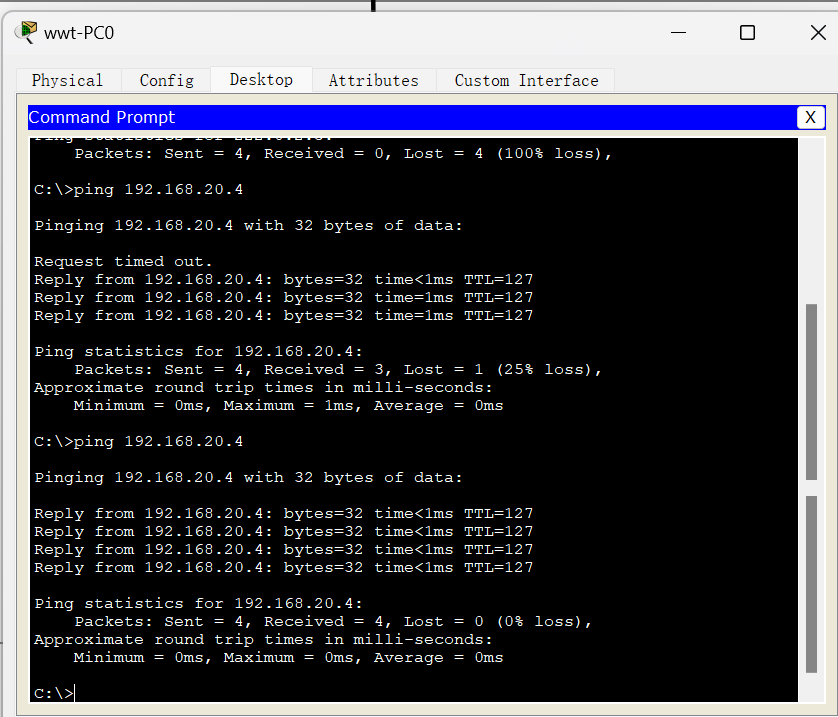 wwt-PC0
Physical Config Desktop Attributes Custom Interface
Command Prompt X
Packets: Sent = 4, Received = 0, Lost = 4 (100% loss),
C:\>ping 192.168.20.4
Pinging 192.168.20.4 with 32 bytes of data:
Request timed out.
Reply from 192.168.20.4: bytes=32 time<1ms TTL=127
Reply from 192.168.20.4: bytes=32 time=1ms TTL=127
Reply from 192.168.20.4: bytes=32 time=1ms TTL=127
Ping statistics for 192.168.20.4:
Packets: Sent = 4, Received = 3, Lost = 1 (25% loss),
Approximate round trip times in milli-seconds:
Minimum = 0ms, Maximum = 1ms, Average = 0ms
C:\>ping 192.168.20.4
Pinging 192.168.20.4 with 32 bytes of data:
Reply from 192.168.20.4: bytes=32 time<1ms TTL=127
Reply from 192.168.20.4: bytes=32 time<1ms TTL=127
Reply from 192.168.20.4: bytes=32 time<1ms TTL=127
Reply from 192.168.20.4: bytes=32 time<1ms TTL=127
Ping statistics for 192.168.20.4:
Packets: Sent = 4, Received = 4, Lost = 0 (0% loss),
Approximate round trip times in milli-seconds:
Minimum = 0ms, Maximum = 0ms, Average = 0ms
C:\>